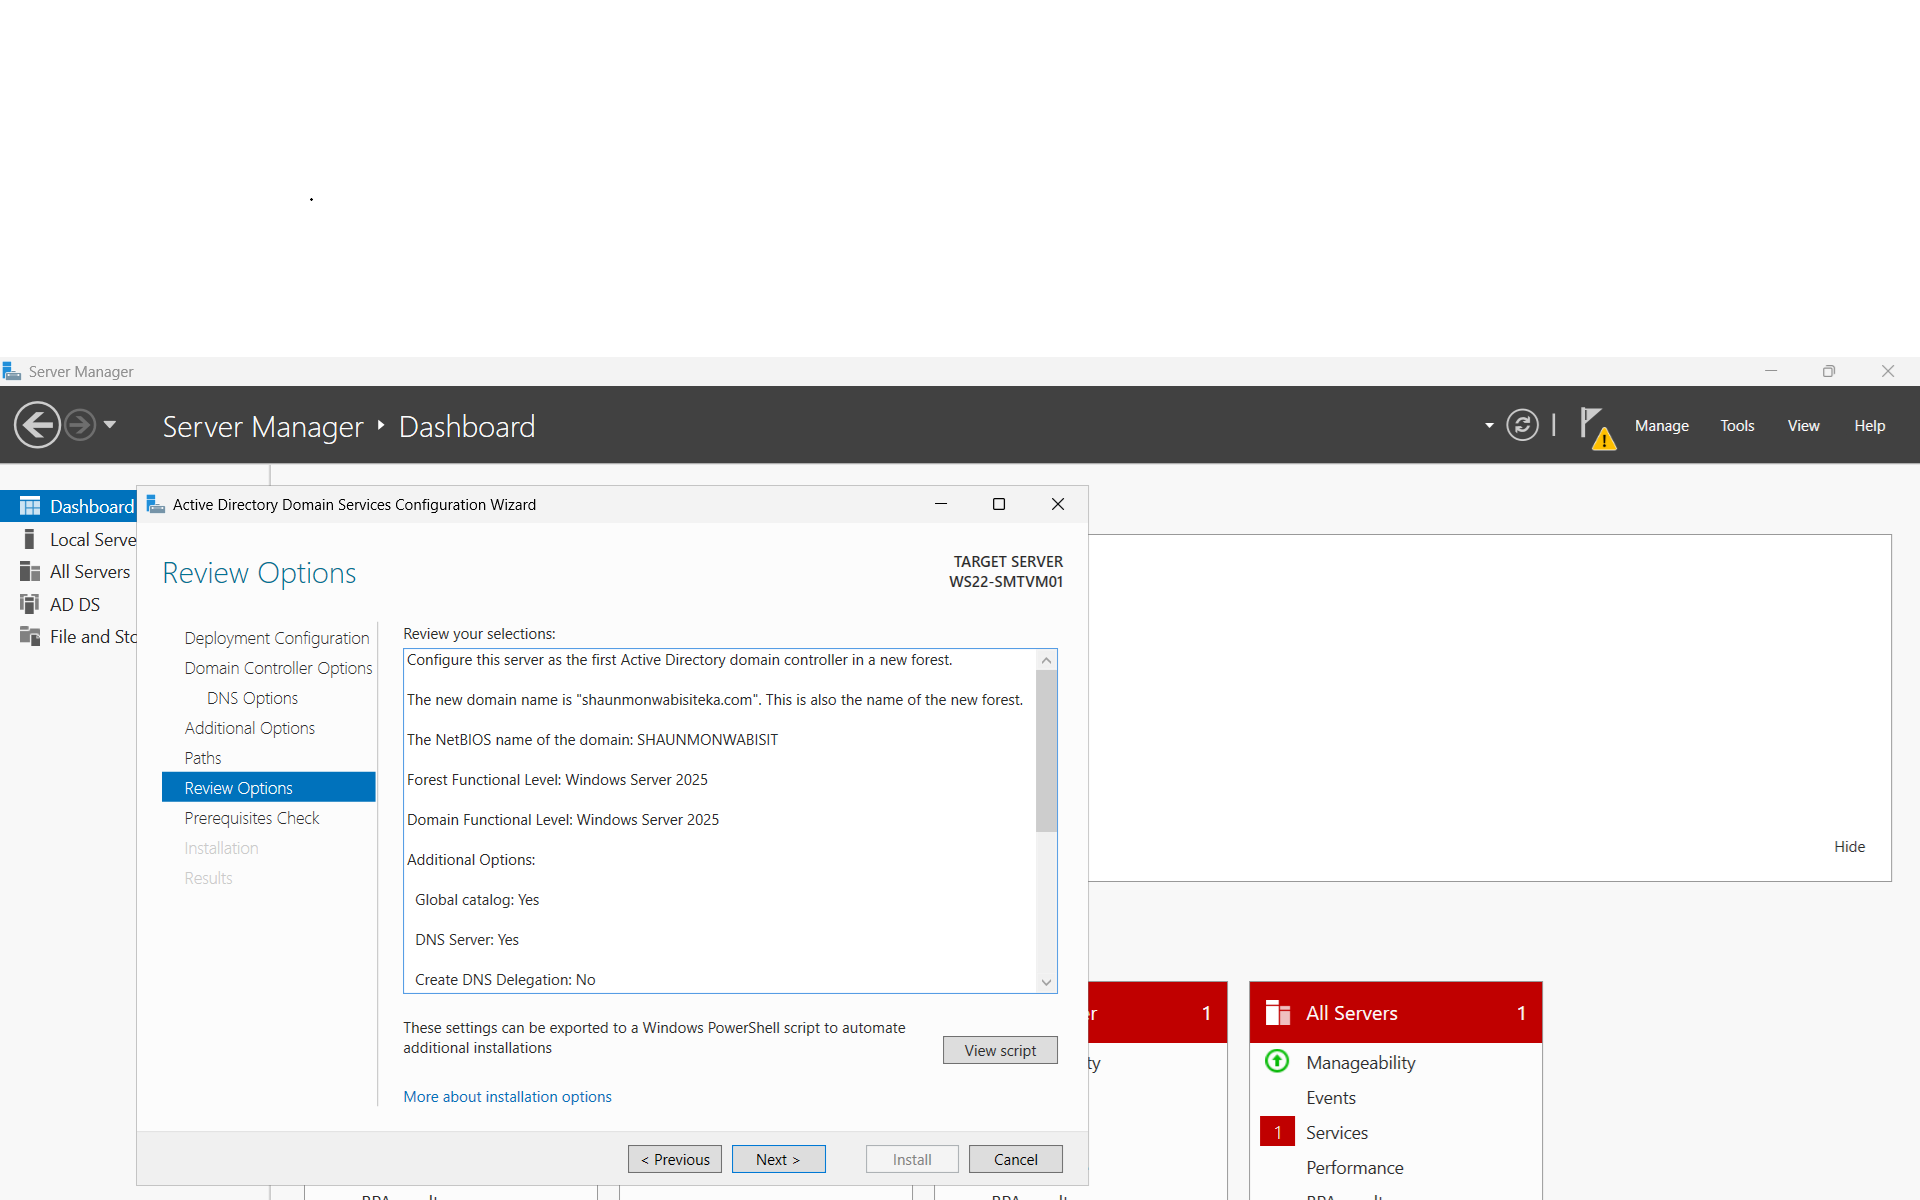 Server Manager
Server Manager ‣ Dashboard
Manage
Tools
View
Help
Dashboard
Local Serve
All Servers
AD DS
File and Sto
Active Directory Domain Services Configuration Wizard
Review Options
TARGET SERVER
WS22-SMTVM01
Deployment Configuration
Domain Controller Options
DNS Options
Additional Options
Paths
Review Options
Prerequisites Check
Installation
Results
Review your selections:
Configure this server as the first Active Directory domain controller in a new forest.
The new domain name is "shaunmonwabisiteka.com". This is also the name of the new forest.
The NetBIOS name of the domain: SHAUNMONWABISIT
Forest Functional Level: Windows Server 2025
Domain Functional Level: Windows Server 2025
Additional Options:
Global catalog: Yes
DNS Server: Yes
Create DNS Delegation: No
These settings can be exported to a Windows PowerShell script to automate
additional installations
View script
More about installation options
< Previous
Next >
Install
Cancel
Hide
er 1
ty
All Servers 1
Manageability
Events
1 Services
Performance